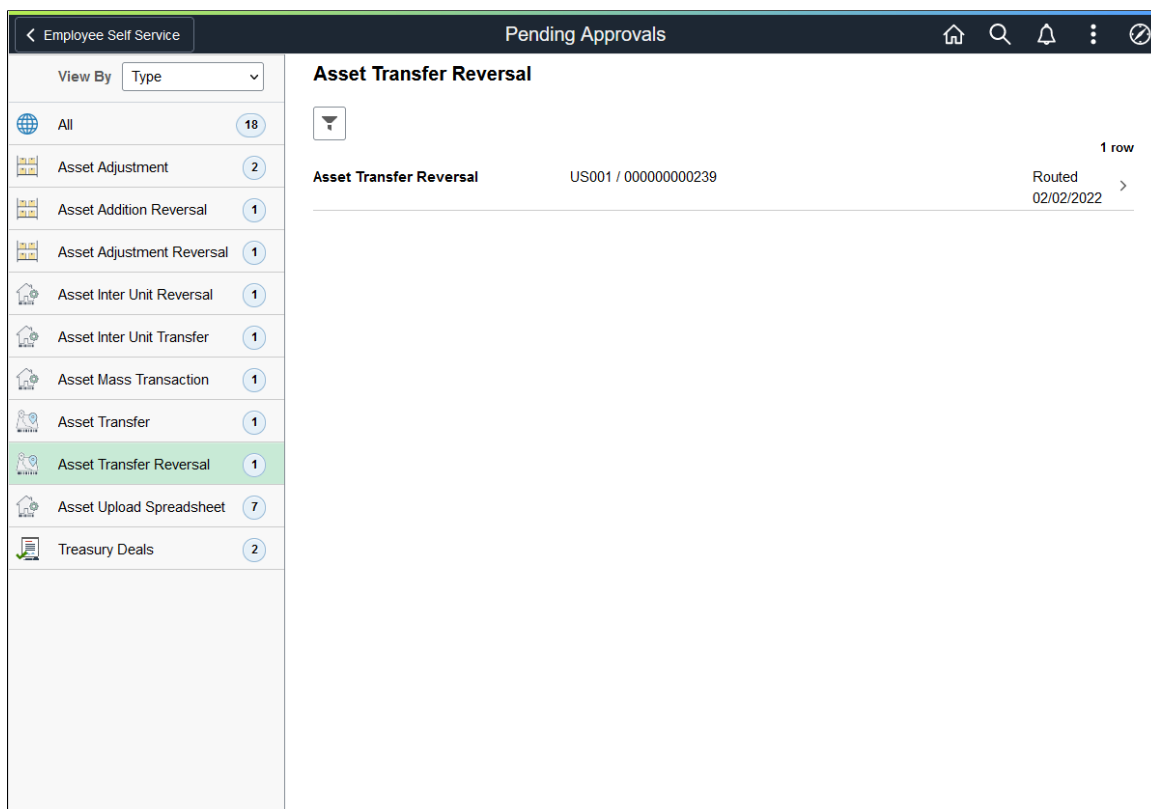 Employee Self Service
Pending Approvals
View By Type
All 18
Asset Adjustment 2
Asset Addition Reversal 1
Asset Adjustment Reversal 1
Asset Inter Unit Reversal 1
Asset Inter Unit Transfer 1
Asset Mass Transaction 1
Asset Transfer 1
Asset Transfer Reversal 1
Asset Upload Spreadsheet 7
Treasury Deals 2
Asset Transfer Reversal
1 row
Asset Transfer Reversal US001 / 000000000239 Routed
02/02/2022